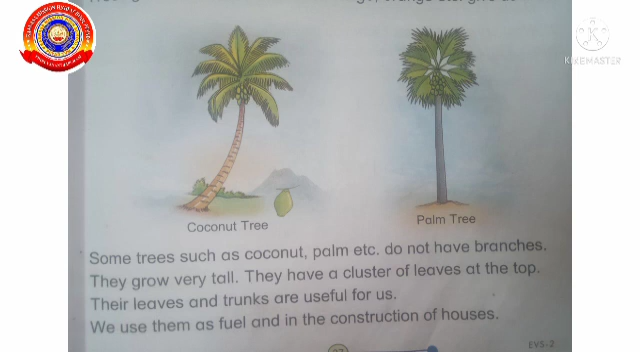 KINEMASTER
Coconut Tree
Palm Tree
Some trees such as coconut, palm etc. do not have branches.
They grow very tall. They have a cluster of leaves at the top.
Their leaves and trunks are useful for us.
We use them as fuel and in the construction of houses.
EVS-2